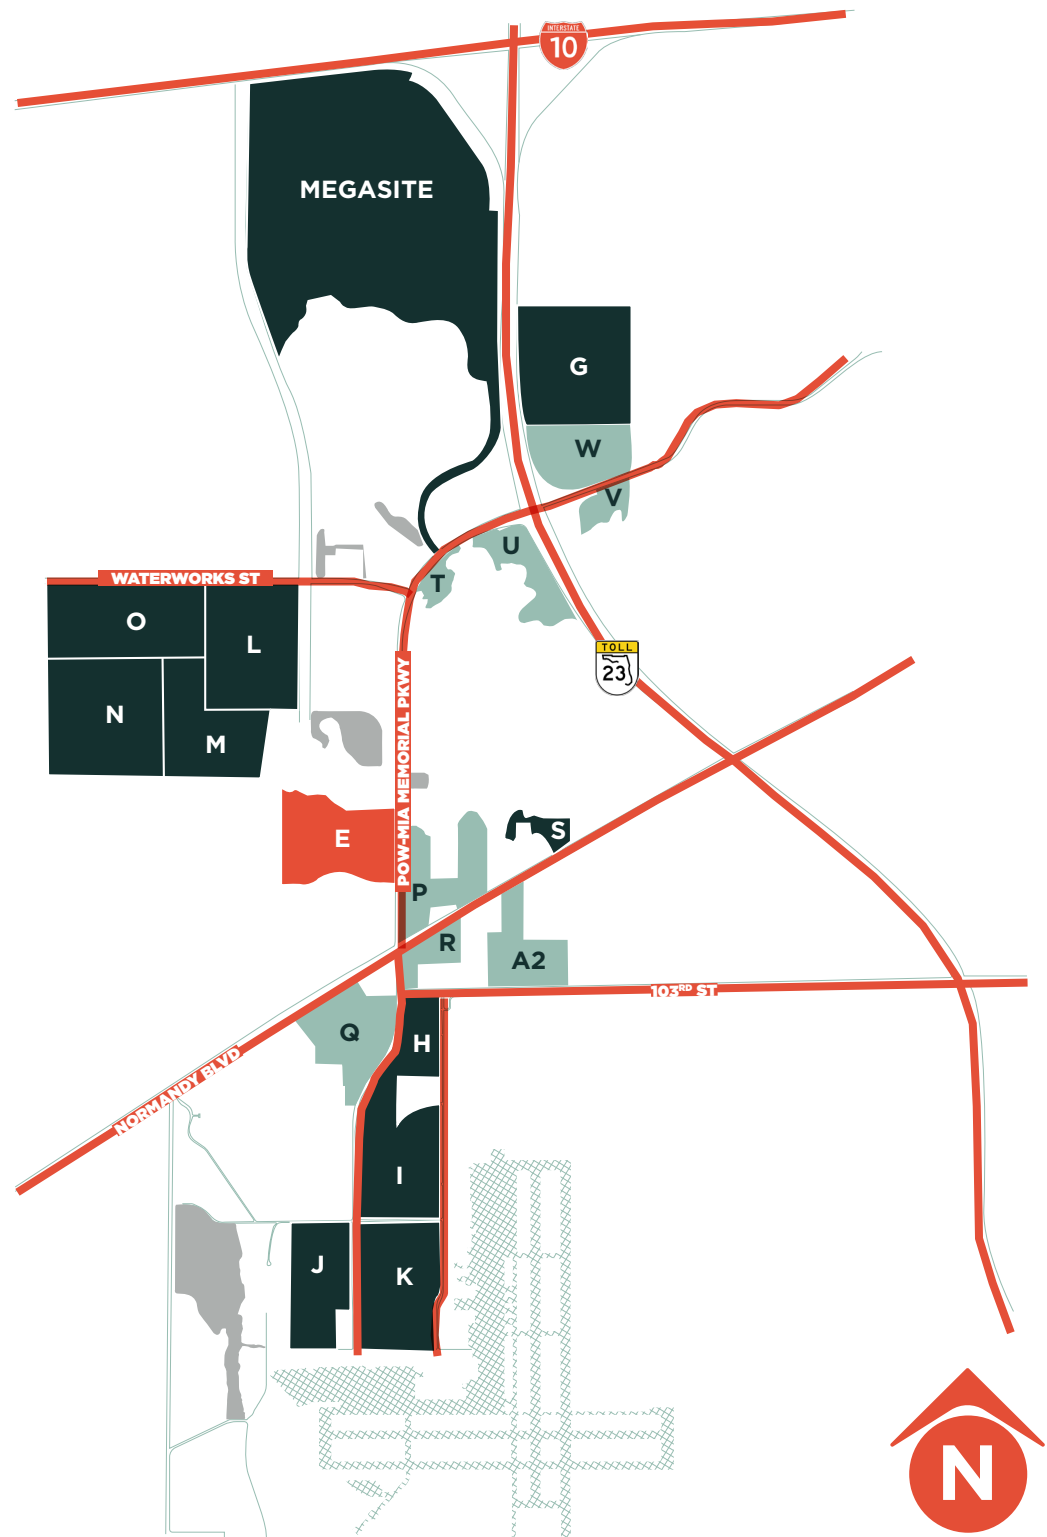 INTERSTATE
10
MEGASITE
G
W
V
U
T
WATERWORKS ST
O
L
N
M
TOLL
23
POW-MIA MEMORIAL PKWY
E
S
P
R
A2
103RD ST
Q
H
NORMANDY BLVD
I
J
K
N